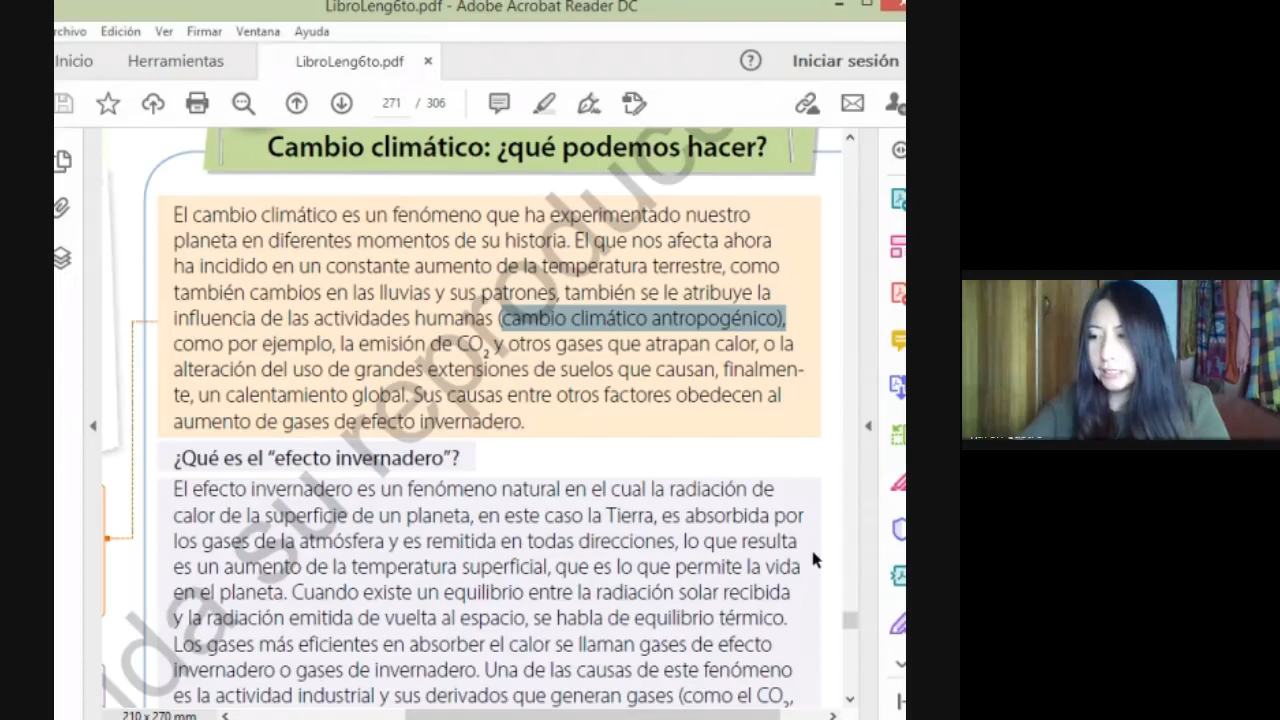 LibroLeng6to.pdf - Adobe Acrobat Reader DC
rchivo Edición Ver Firmar Ventana Ayuda
Inicio Herramientas LibroLeng6to.pdf × Iniciar sesión
271 / 306
Cambio climático: ¿qué podemos hacer?
El cambio climático es un fenómeno que ha experimentado nuestro
planeta en diferentes momentos de su historia. El que nos afecta ahora
ha incidido en un constante aumento de la temperatura terrestre, como
también cambios en las lluvias y sus patrones, también se le atribuye la
influencia de las actividades humanas (cambio climático antropogénico),
como por ejemplo, la emisión de CO2 y otros gases que atrapan calor, o la
alteración del uso de grandes extensiones de suelos que causan, finalmen-
te, un calentamiento global. Sus causas entre otros factores obedecen al
aumento de gases de efecto invernadero.
¿Qué es el “efecto invernadero”?
El efecto invernadero es un fenómeno natural en el cual la radiación de
calor de la superficie de un planeta, en este caso la Tierra, es absorbida por
los gases de la atmósfera y es remitida en todas direcciones, lo que resulta
es un aumento de la temperatura superficial, que es lo que permite la vida
en el planeta. Cuando existe un equilibrio entre la radiación solar recibida
y la radiación emitida de vuelta al espacio, se habla de equilibrio térmico.
Los gases más eficientes en absorber el calor se llaman gases de efecto
invernadero o gases de invernadero. Una de las causas de este fenómeno
es la actividad industrial y sus derivados que generan gases (como el CO2,
ida su reproducc
210 x 270 mm